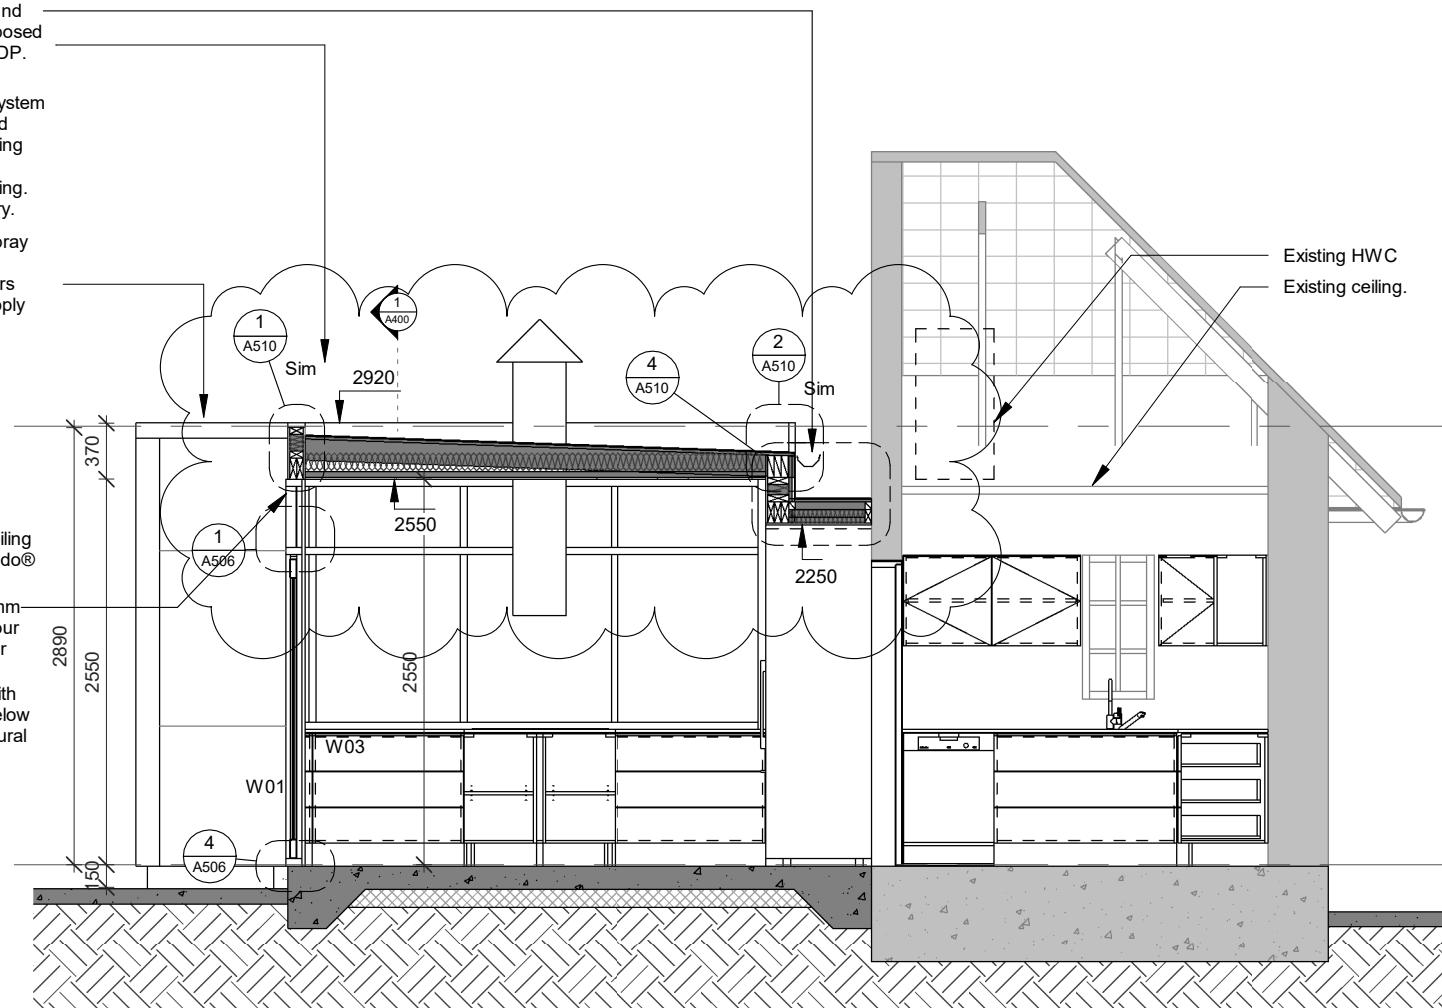 nd
posed
DP.
ystem
d
ing
ing.
ry.
oray
rs
pply
Existing HWC
Existing ceiling.
1
A400
1
A510
Sim
2
A510
Sim
4
A510
2920
370
2550
2250
1
A506
iling
do®
nm
our
r
ith
elow
ural
2890
2550
2550
W03
W01
4
A506
150